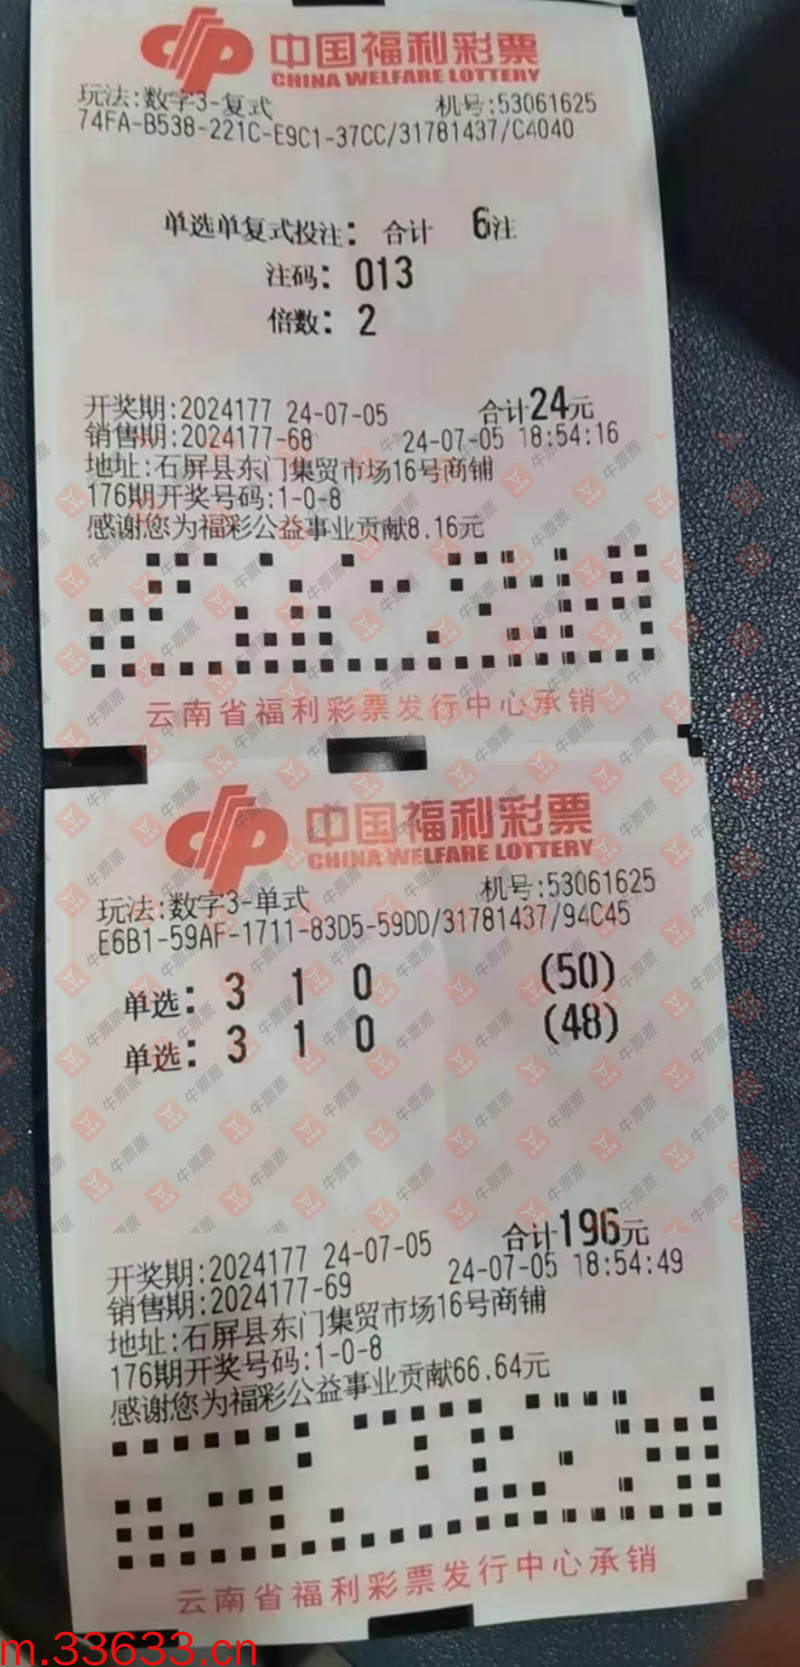 中国福利彩票
CHINA WELFARE LOTTERY
玩法:数字3-复式 机号:53061625
74FA-B538-221C-E9C1-37CC/31781437/C4040
单选单复式投注: 合计 6注
注码: 013
倍数: 2
开奖期:2024177 24-07-05 合计24元
销售期:2024177-68 24-07-05 18:54:16
地址:石屏县东门集贸市场16号商铺
176期开奖号码:1-0-8
感谢您为福彩公益事业贡献8.16元
云南省福利彩票发行中心承销
中国福利彩票
CHINA WELFARE LOTTERY
玩法:数字3-单式 机号:53061625
E6B1-59AF-1711-83D5-59DD/31781437/94C45
单选: 3 1 0 (50)
单选: 3 1 0 (48)
开奖期:2024177 24-07-05 合计196元
销售期:2024177-69 24-07-05 18:54:49
地址:石屏县东门集贸市场16号商铺
176期开奖号码:1-0-8
感谢您为福彩公益事业贡献66.64元
云南省福利彩票发行中心承销
牛票票
m.33633.cn